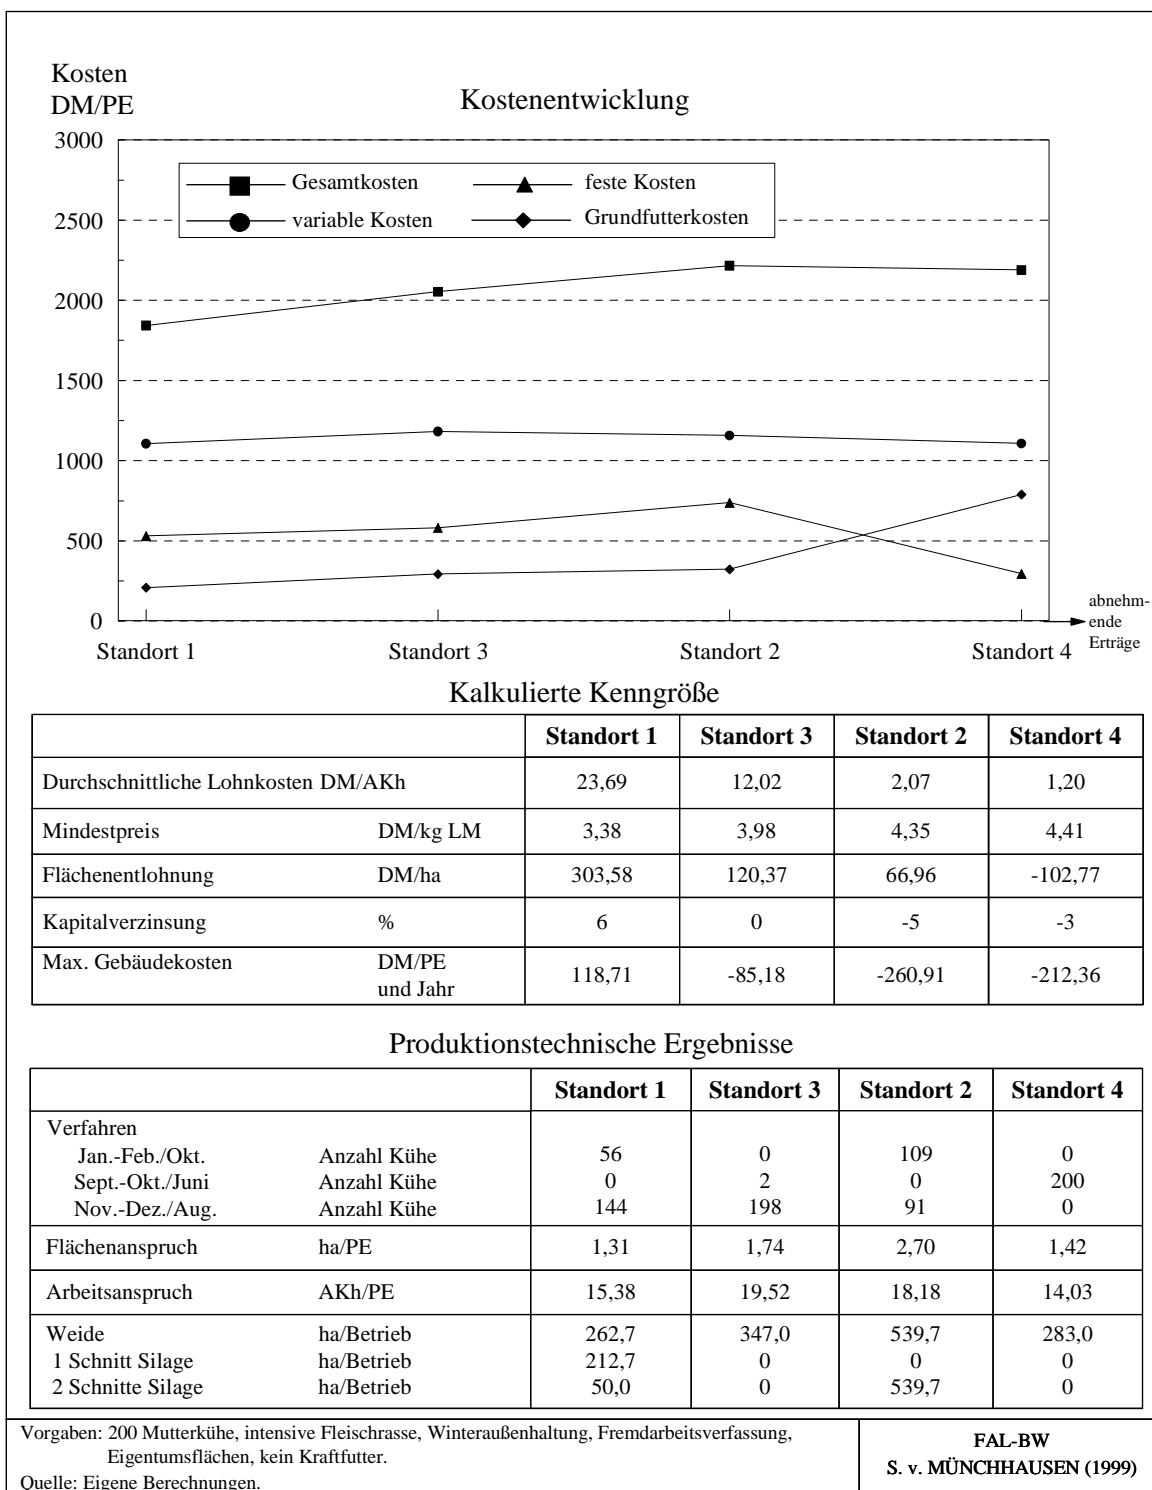 Kosten
DM/PE
Kostenentwicklung
3000
2500
2000
1500
1000
500
0
Gesamtkosten feste Kosten
variable Kosten Grundfutterkosten
Standort 1 Standort 3 Standort 2 Standort 4
abnehm-
ende
Erträge
Kalkulierte Kenngröße
Standort 1 Standort 3 Standort 2 Standort 4
Durchschnittliche Lohnkosten DM/AKh 23,69 12,02 2,07 1,20
Mindestpreis DM/kg LM 3,38 3,98 4,35 4,41
Flächenentlohnung DM/ha 303,58 120,37 66,96 -102,77
Kapitalverzinsung % 6 0 -5 -3
Max. Gebäudekosten DM/PE
und Jahr 118,71 -85,18 -260,91 -212,36
Produktionstechnische Ergebnisse
Standort 1 Standort 3 Standort 2 Standort 4
Verfahren
Jan.-Feb./Okt. Anzahl Kühe 56 0 109 0
Sept.-Okt./Juni Anzahl Kühe 0 2 0 200
Nov.-Dez./Aug. Anzahl Kühe 144 198 91 0
Flächenanspruch ha/PE 1,31 1,74 2,70 1,42
Arbeitsanspruch AKh/PE 15,38 19,52 18,18 14,03
Weide ha/Betrieb 262,7 347,0 539,7 283,0
1 Schnitt Silage ha/Betrieb 212,7 0 0 0
2 Schnitte Silage ha/Betrieb 50,0 0 539,7 0
Vorgaben: 200 Mutterkühe, intensive Fleischrasse, Winteraußenhaltung, Fremdarbeitsverfassung,
Eigentumsflächen, kein Kraftfutter.
Quelle: Eigene Berechnungen.
FAL-BW
S. v. MÜNCHHAUSEN (1999)